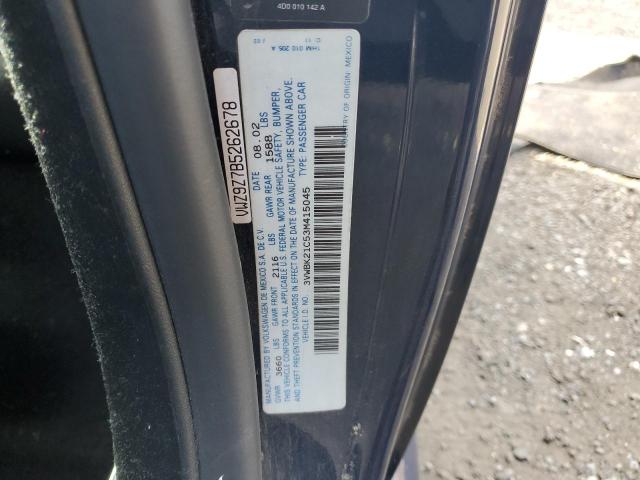 4D0 010 142 A
VWZ9Z7B5262678
MANUFACTURED BY VOLKSWAGEN DE MEXICO S.A. DE C.V. DATE 08.02
GVWR 3660 LBS GAWR FRONT 2116 LBS GAWR REAR 1588 LBS
THIS VEHICLE CONFORMS TO ALL APPLICABLE U.S. FEDERAL MOTOR VEHICLE SAFETY, BUMPER,
AND THEFT PREVENTION STANDARDS IN EFFECT ON THE DATE OF MANUFACTURE SHOWN ABOVE.
VEHICLE I.D. NO. 3VWBK21C53M415045 TYPE: PASSENGER CAR
1HM 010 205 A
COUNTRY OF ORIGIN: MEXICO